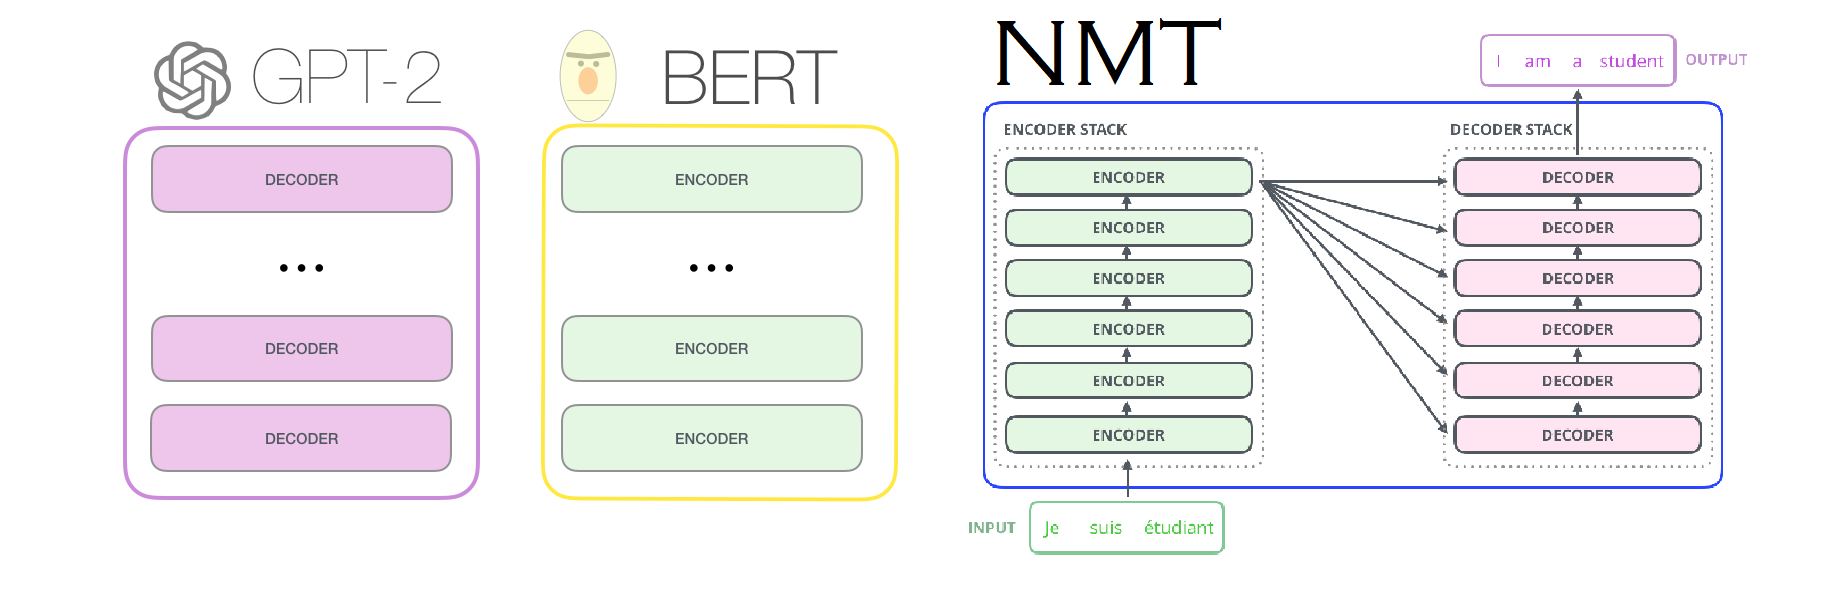 GPT-2
DECODER
...
DECODER
DECODER
BERT
ENCODER
...
ENCODER
ENCODER
NMT
I am a student
OUTPUT
ENCODER STACK
ENCODER
ENCODER
ENCODER
ENCODER
ENCODER
ENCODER
DECODER STACK
DECODER
DECODER
DECODER
DECODER
DECODER
DECODER
INPUT
Je suis étudiant